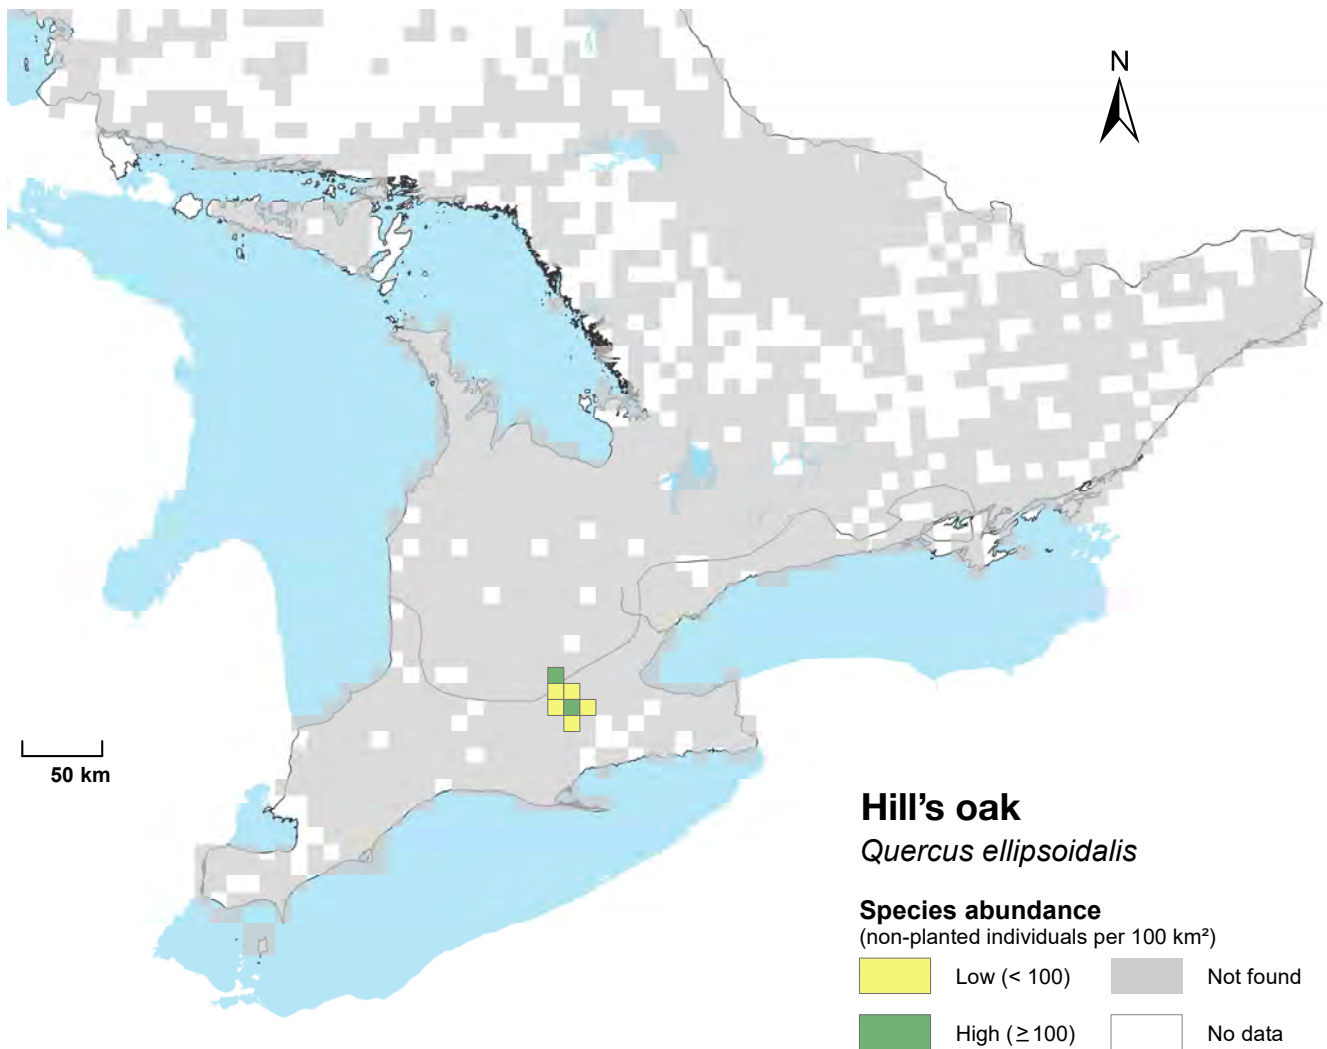 N
50 km
Hill's oak
Quercus ellipsoidalis
Species abundance
(non-planted individuals per 100 km²)
Low (< 100)
Not found
High (≥100)
No data